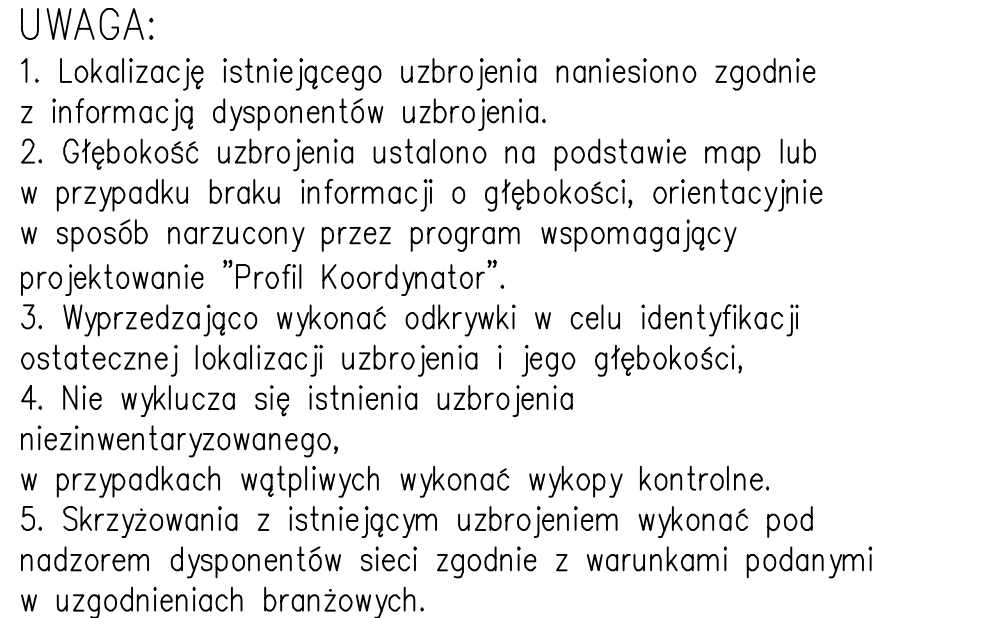 UWAGA:
1. Lokalizację istniejącego uzbrojenia naniesiono zgodnie
z informacją dysponentów uzbrojenia.
2. Głębokość uzbrojenia ustalono na podstawie map lub
w przypadku braku informacji o głębokości, orientacyjnie
w sposób narzucony przez program wspomagający
projektowanie "Profil Koordynator".
3. Wyprzedzająco wykonać odkrywki w celu identyfikacji
ostatecznej lokalizacji uzbrojenia i jego głębokości,
4. Nie wyklucza się istnienia uzbrojenia
niezinwentaryzowanego,
w przypadkach wątpliwych wykonać wykopy kontrolne.
5. Skrzyżowania z istniejącym uzbrojeniem wykonać pod
nadzorem dysponentów sieci zgodnie z warunkami podanymi
w uzgodnieniach branżowych.